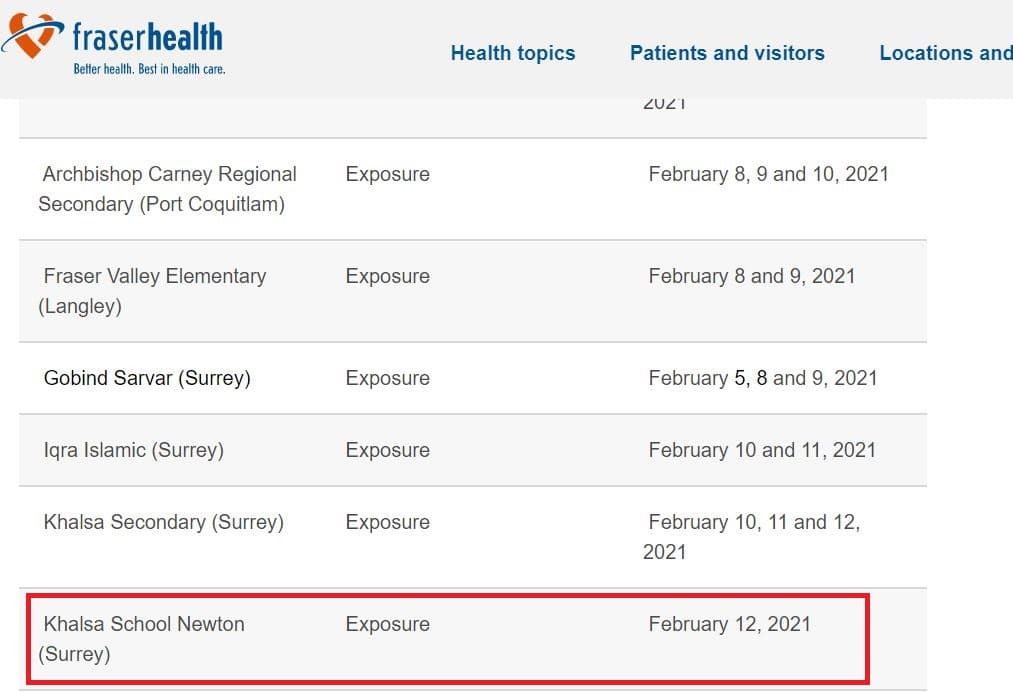 fraserhealth
Better health. Best in health care.
Health topics
Patients and visitors
Locations and
2021
Archbishop Carney Regional
Secondary (Port Coquitlam)
Exposure
February 8, 9 and 10, 2021
Fraser Valley Elementary
(Langley)
Exposure
February 8 and 9, 2021
Gobind Sarvar (Surrey)
Exposure
February 5, 8 and 9, 2021
Iqra Islamic (Surrey)
Exposure
February 10 and 11, 2021
Khalsa Secondary (Surrey)
Exposure
February 10, 11 and 12,
2021
Khalsa School Newton
(Surrey)
Exposure
February 12, 2021